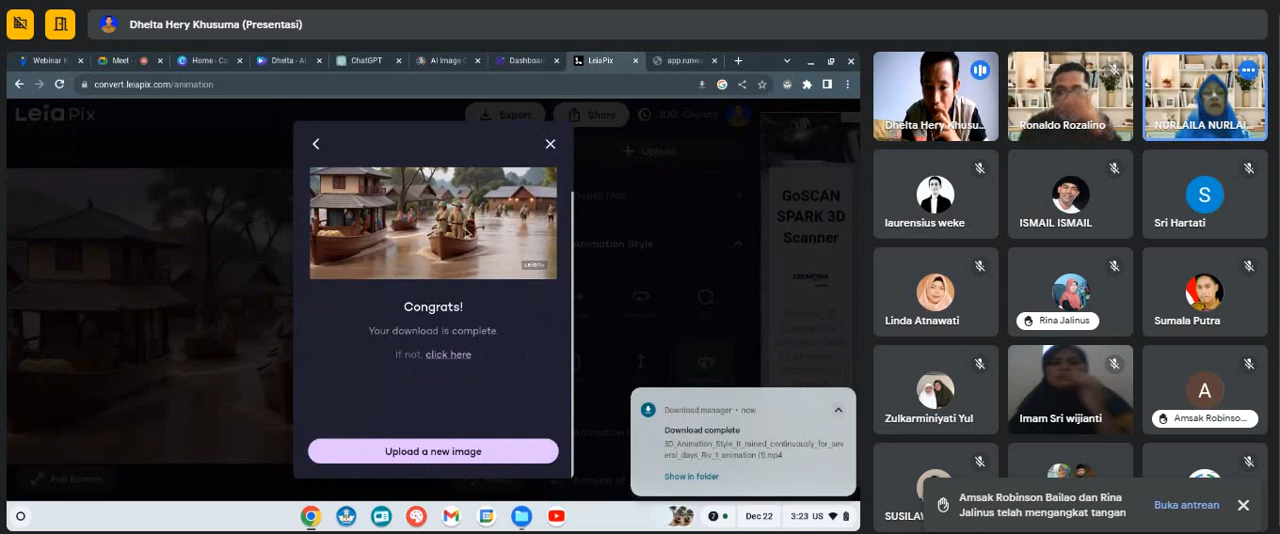 Dhelta Hery Khusuma (Presentasi)
Webinar K
Meet -
Home - Ca
Dhelta - A
ChatGPT
AI Image G
Dashboard
LeiaPix
app.runw
convert.leiapix.com/animation
LeiaPix
Export
Share
Upload
Animation Style
GoSCAN
SPARK 3D
Scanner
Congrats!
Your download is complete.
If not, click here
Upload a new image
Full Screen
Download manager • now
Download complete
3D_Animation_Style_It_rained_continuously_for_sev
eral_days_Riv_1_animation (1).mp4
Show in folder
Dec 22
3:23 US
Dhelta Hery Khusu...
Ronaldo Rozalino
NURLAILA NURLAI...
laurensius weke
ISMAIL ISMAIL
S
Sri Hartati
Linda Atnawati
Rina Jalinus
Sumala Putra
Zulkarminiyati Yul
Imam Sri wijianti
A
Amsak Robinso...
SUSILA
Amsak Robinson Bailao dan Rina
Jalinus telah mengangkat tangan
Buka antrean